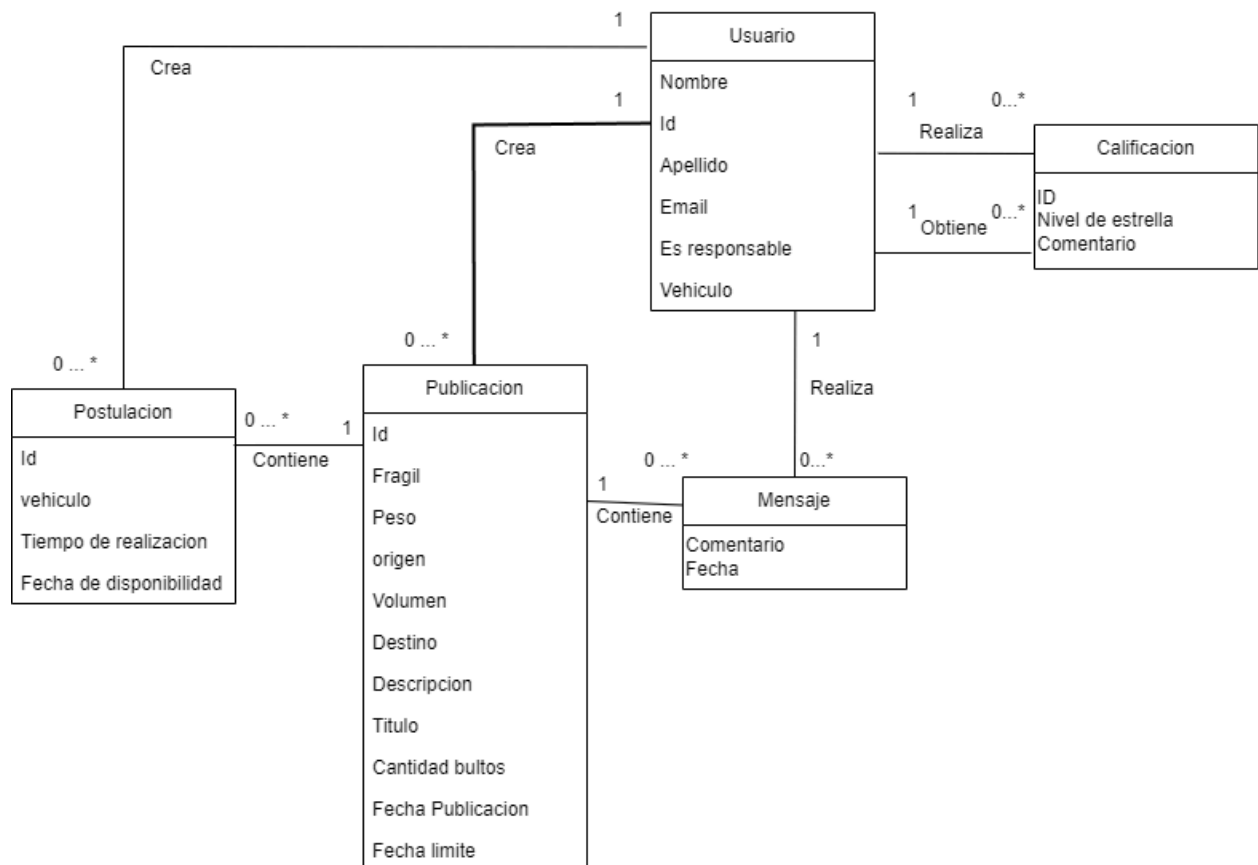 1
Usuario
Crea
Nombre
1
1
0...*
Id
Realiza
Crea
Calificacion
Apellido
ID
Email
1
0...*
Nivel de estrella
Obtiene
Comentario
Es responsable
Vehiculo
0 ... *
1
0 ... *
Publicacion
Realiza
Postulacion
0 ... *
1
Id
Id
Contiene
0 ... *
0...*
Fragil
vehiculo
1
Mensaje
Contiene
Peso
Tiempo de realizacion
Comentario
origen
Fecha
Fecha de disponibilidad
Volumen
Destino
Descripcion
Titulo
Cantidad bultos
Fecha Publicacion
Fecha limite